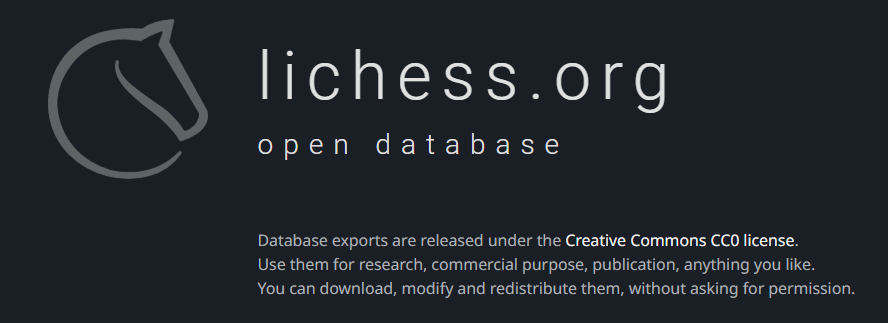 lichess.org
open database
Database exports are released under the Creative Commons CC0 license.
Use them for research, commercial purpose, publication, anything you like.
You can download, modify and redistribute them, without asking for permission.